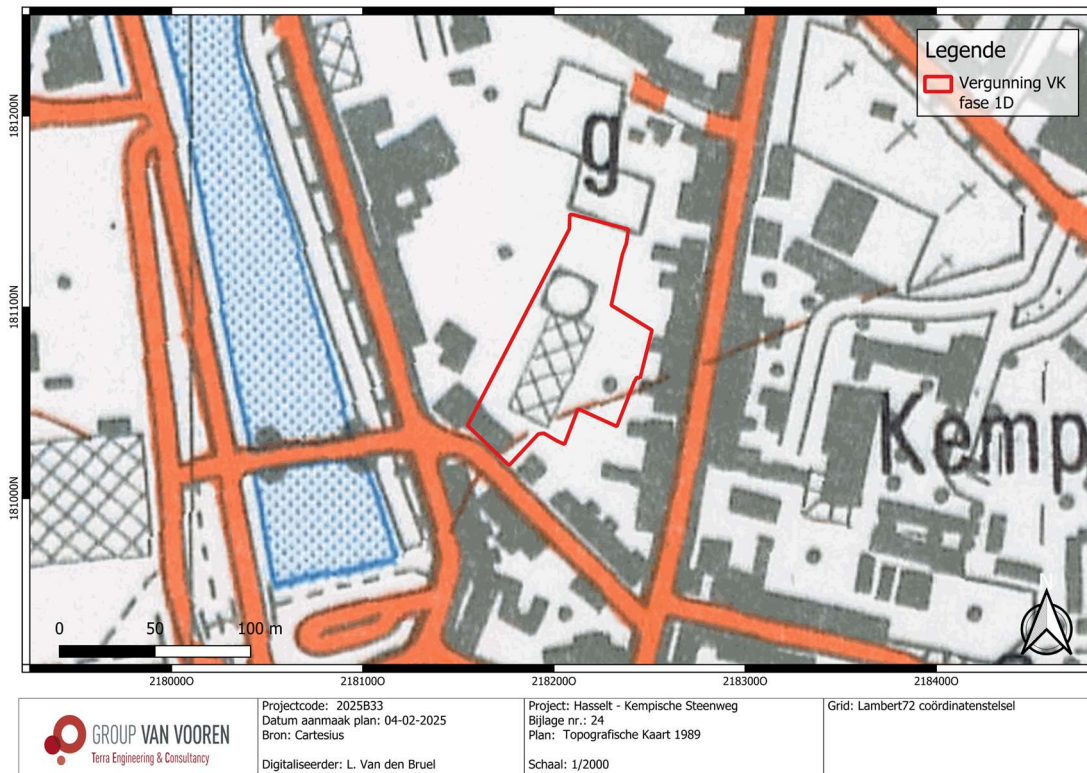 Legende
Vergunning VK
fase 1D
g
Kemp
181200N
181100N
181000N
0 50 100 m
N
218000O
218100O
218200O
218300O
218400O
GROUP VAN VOOREN
Terra Engineering & Consultancy
Projectcode: 2025B33
Datum aanmaak plan: 04-02-2025
Bron: Cartesius
Digitaliseerder: L. Van den Bruel
Project: Hasselt - Kempische Steenweg
Bijlage nr.: 24
Plan: Topografische Kaart 1989
Schaal: 1/2000
Grid: Lambert72 coördinatenstelsel